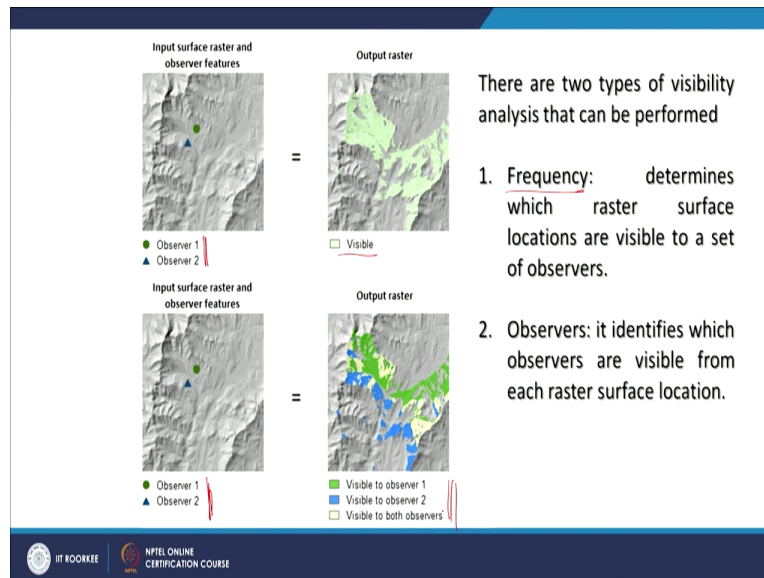 Input surface raster and
observer features
Output raster
Observer 1
Observer 2
=
Visible
Input surface raster and
observer features
Output raster
Observer 1
Observer 2
=
Visible to observer 1
Visible to observer 2
Visible to both observers
There are two types of visibility
analysis that can be performed
1. Frequency: determines
which raster surface
locations are visible to a set
of observers.
2. Observers: it identifies which
observers are visible from
each raster surface location.
IIT ROORKEE
NPTEL ONLINE
CERTIFICATION COURSE